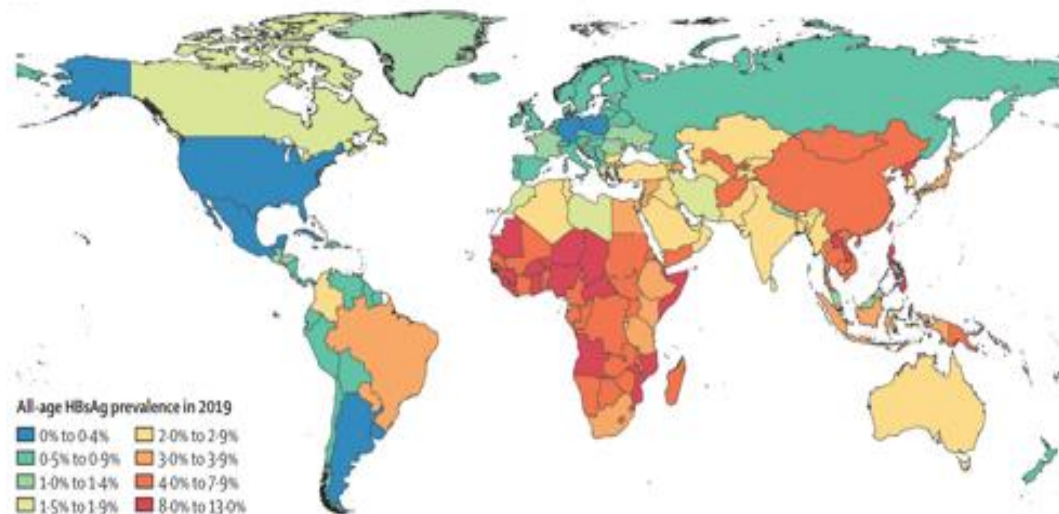 All-age HBsAg prevalence in 2019
0% to 0·4%
0·5% to 0·9%
1·0% to 1·4%
1·5% to 1·9%
2·0% to 2·9%
3·0% to 3·9%
4·0% to 7·9%
8·0% to 13·0%